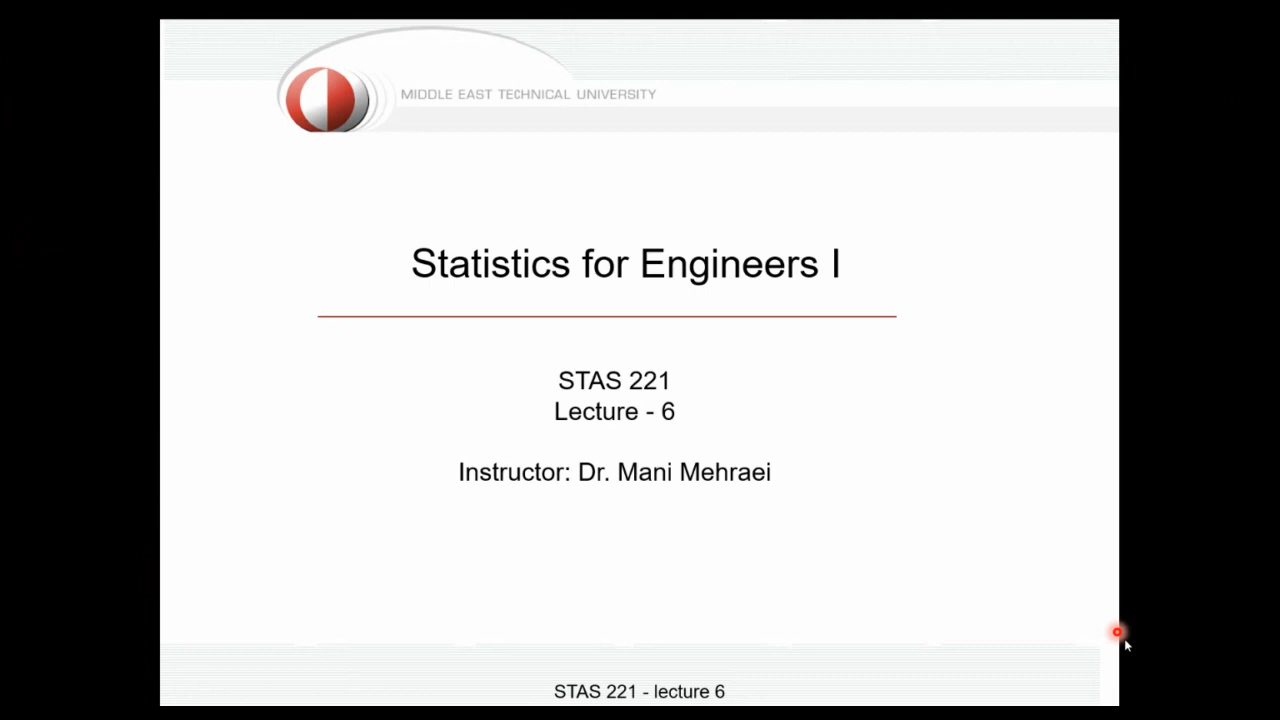 MIDDLE EAST TECHNICAL UNIVERSITY
Statistics for Engineers I
STAS 221
Lecture - 6
Instructor: Dr. Mani Mehraei
STAS 221 - lecture 6